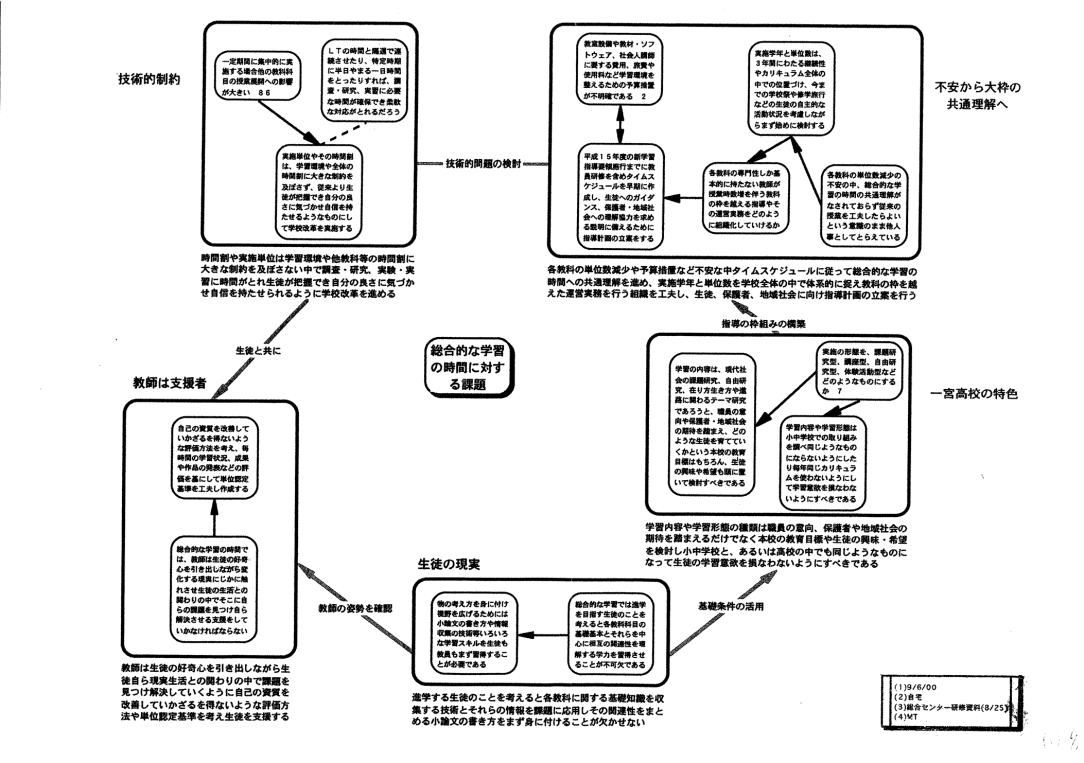 技術的制約
一定期間に集中的に実
施する場合他の教科科
目の授業展開への影響
が大きい 86
LTの時間と隔週で連
続させたり、特定時期
に半日やまる一日時間
をとったりすれば、調
査・研究、実習に必要
な時間が確保でき柔軟
な対応がとれるだろう
実施単位やその時間割
は、学習環境や全体の
時間割に大きな制約を
及ぼさず、従来より生
徒が把握でき自分の良
さに気づかせ自信を持
たせるようなものにし
て学校改革を実施する
時間割や実施単位は学習環境や他教科等の時間割に
大きな制約を及ぼさない中で調査・研究、実験・実
習に時間がとれ生徒が把握でき自分の良さに気づか
せ自信を持たせられるように学校改革を進める
技術的問題の検討
不安から大枠の
共通理解へ
教室設備や教材・ソフ
トウェア、社会人講師
に要する費用、旅費や
使用料など学習環境を
整えるための予算措置
が不明確である 2
実施学年と単位数は、
3年間にわたる継続性
やカリキュラム全体の
中での位置づけ、今ま
での学校祭や修学旅行
などの生徒の自主的な
活動状況を考慮しなが
らまず始めに検討する
平成15年度の新学習
指導要領施行までに教
員研修を含めタイムス
ケジュールを早期に作
成し、生徒へのガイダ
ンス、保護者・地域社
会への理解協力を求め
る説明に備えるために
指導計画の立案をする
各教科の専門性しか基
本的に持たない教師が
授業時数増を伴う教科
の枠を越える指導やそ
の運営実務をどのよう
に組織化していけるか
各教科の単位数減少の
不安の中、総合的な学
習の時間の共通理解が
なされておらず従来の
授業を工夫したらよい
という意識のまま他人
事としてとらえている
各教科の単位数減少や予算措置など不安な中タイムスケジュールに従って総合的な学習の
時間への共通理解を進め、実施学年と単位数を学校全体の中で体系的に捉え教科の枠を越
えた運営実務を行う組織を工夫し、生徒、保護者、地域社会に向け指導計画の立案を行う
生徒と共に
指導の枠組みの構築
総合的な学習
の時間に対す
る課題
教師は支援者
自己の資質を改善して
いかざるを得ないよう
な評価方法を考え、毎
時間の学習状況、成果
や作品の発表などの評
価を基にして単位認定
基準を工夫し作成する
総合的な学習の時間で
は、教師は生徒の好奇
心を引き出しながら変
化する現実にじかに触
れさせ生徒の生活との
関わりの中でそこに自
らの課題を見つけ自ら
解決させる支援をして
いかなければならない
教師は生徒の好奇心を引き出しながら生
徒自ら現実生活との関わりの中で課題を
見つけ解決していくように自己の資質を
改善していかざるを得ないような評価方
法や単位認定基準を考え生徒を支援する
一宮高校の特色
学習の内容は、現代社
会の課題研究、自由研
究、在り方生き方や進
路に関わるテーマ研究
であろうと、職員の意
向や保護者・地域社会
の期待を踏まえ、どの
ような生徒を育ててい
くかという本校の教育
目標はもちろん、生徒
の興味や希望も頭に置
いて検討すべきである
実施の形態を、課題研
究型、講座型、自由研
究型、体験活動型など
どのようなものにする
か 7
学習内容や学習形態は
小中学校での取り組み
を調べ同じようなもの
にならないようにした
り毎年同じカリキュラ
ムを使わないようにし
て学習意欲を損なわな
いようにすべきである
学習内容や学習形態の種類は職員の意向、保護者や地域社会の
期待を踏まえるだけでなく本校の教育目標や生徒の興味・希望
を検討し小中学校と、あるいは高校の中でも同じようなものに
なって生徒の学習意欲を損なわないようにすべきである
生徒の現実
教師の姿勢を確認
基礎条件の活用
物の考え方を身に付け
視野を広げるためには
小論文の書き方や情報
収集の技術等いろいろ
な学習スキルを生徒も
教員もまず習得するこ
とが必要である
総合的な学習では進学
を目指す生徒のことを
考えると各教科科目の
基礎基本とそれらを中
心に相互の関連性を理
解する学力を習得させ
ることが不可欠である
進学する生徒のことを考えると各教科に関する基礎知識を収
集する技術とそれらの情報を課題に応用しその関連性をまと
める小論文の書き方をまず身に付けることが欠かせない
(1)9/6/00
(2)自宅
(3)総合センター研修資料(8/25)
(4)MT